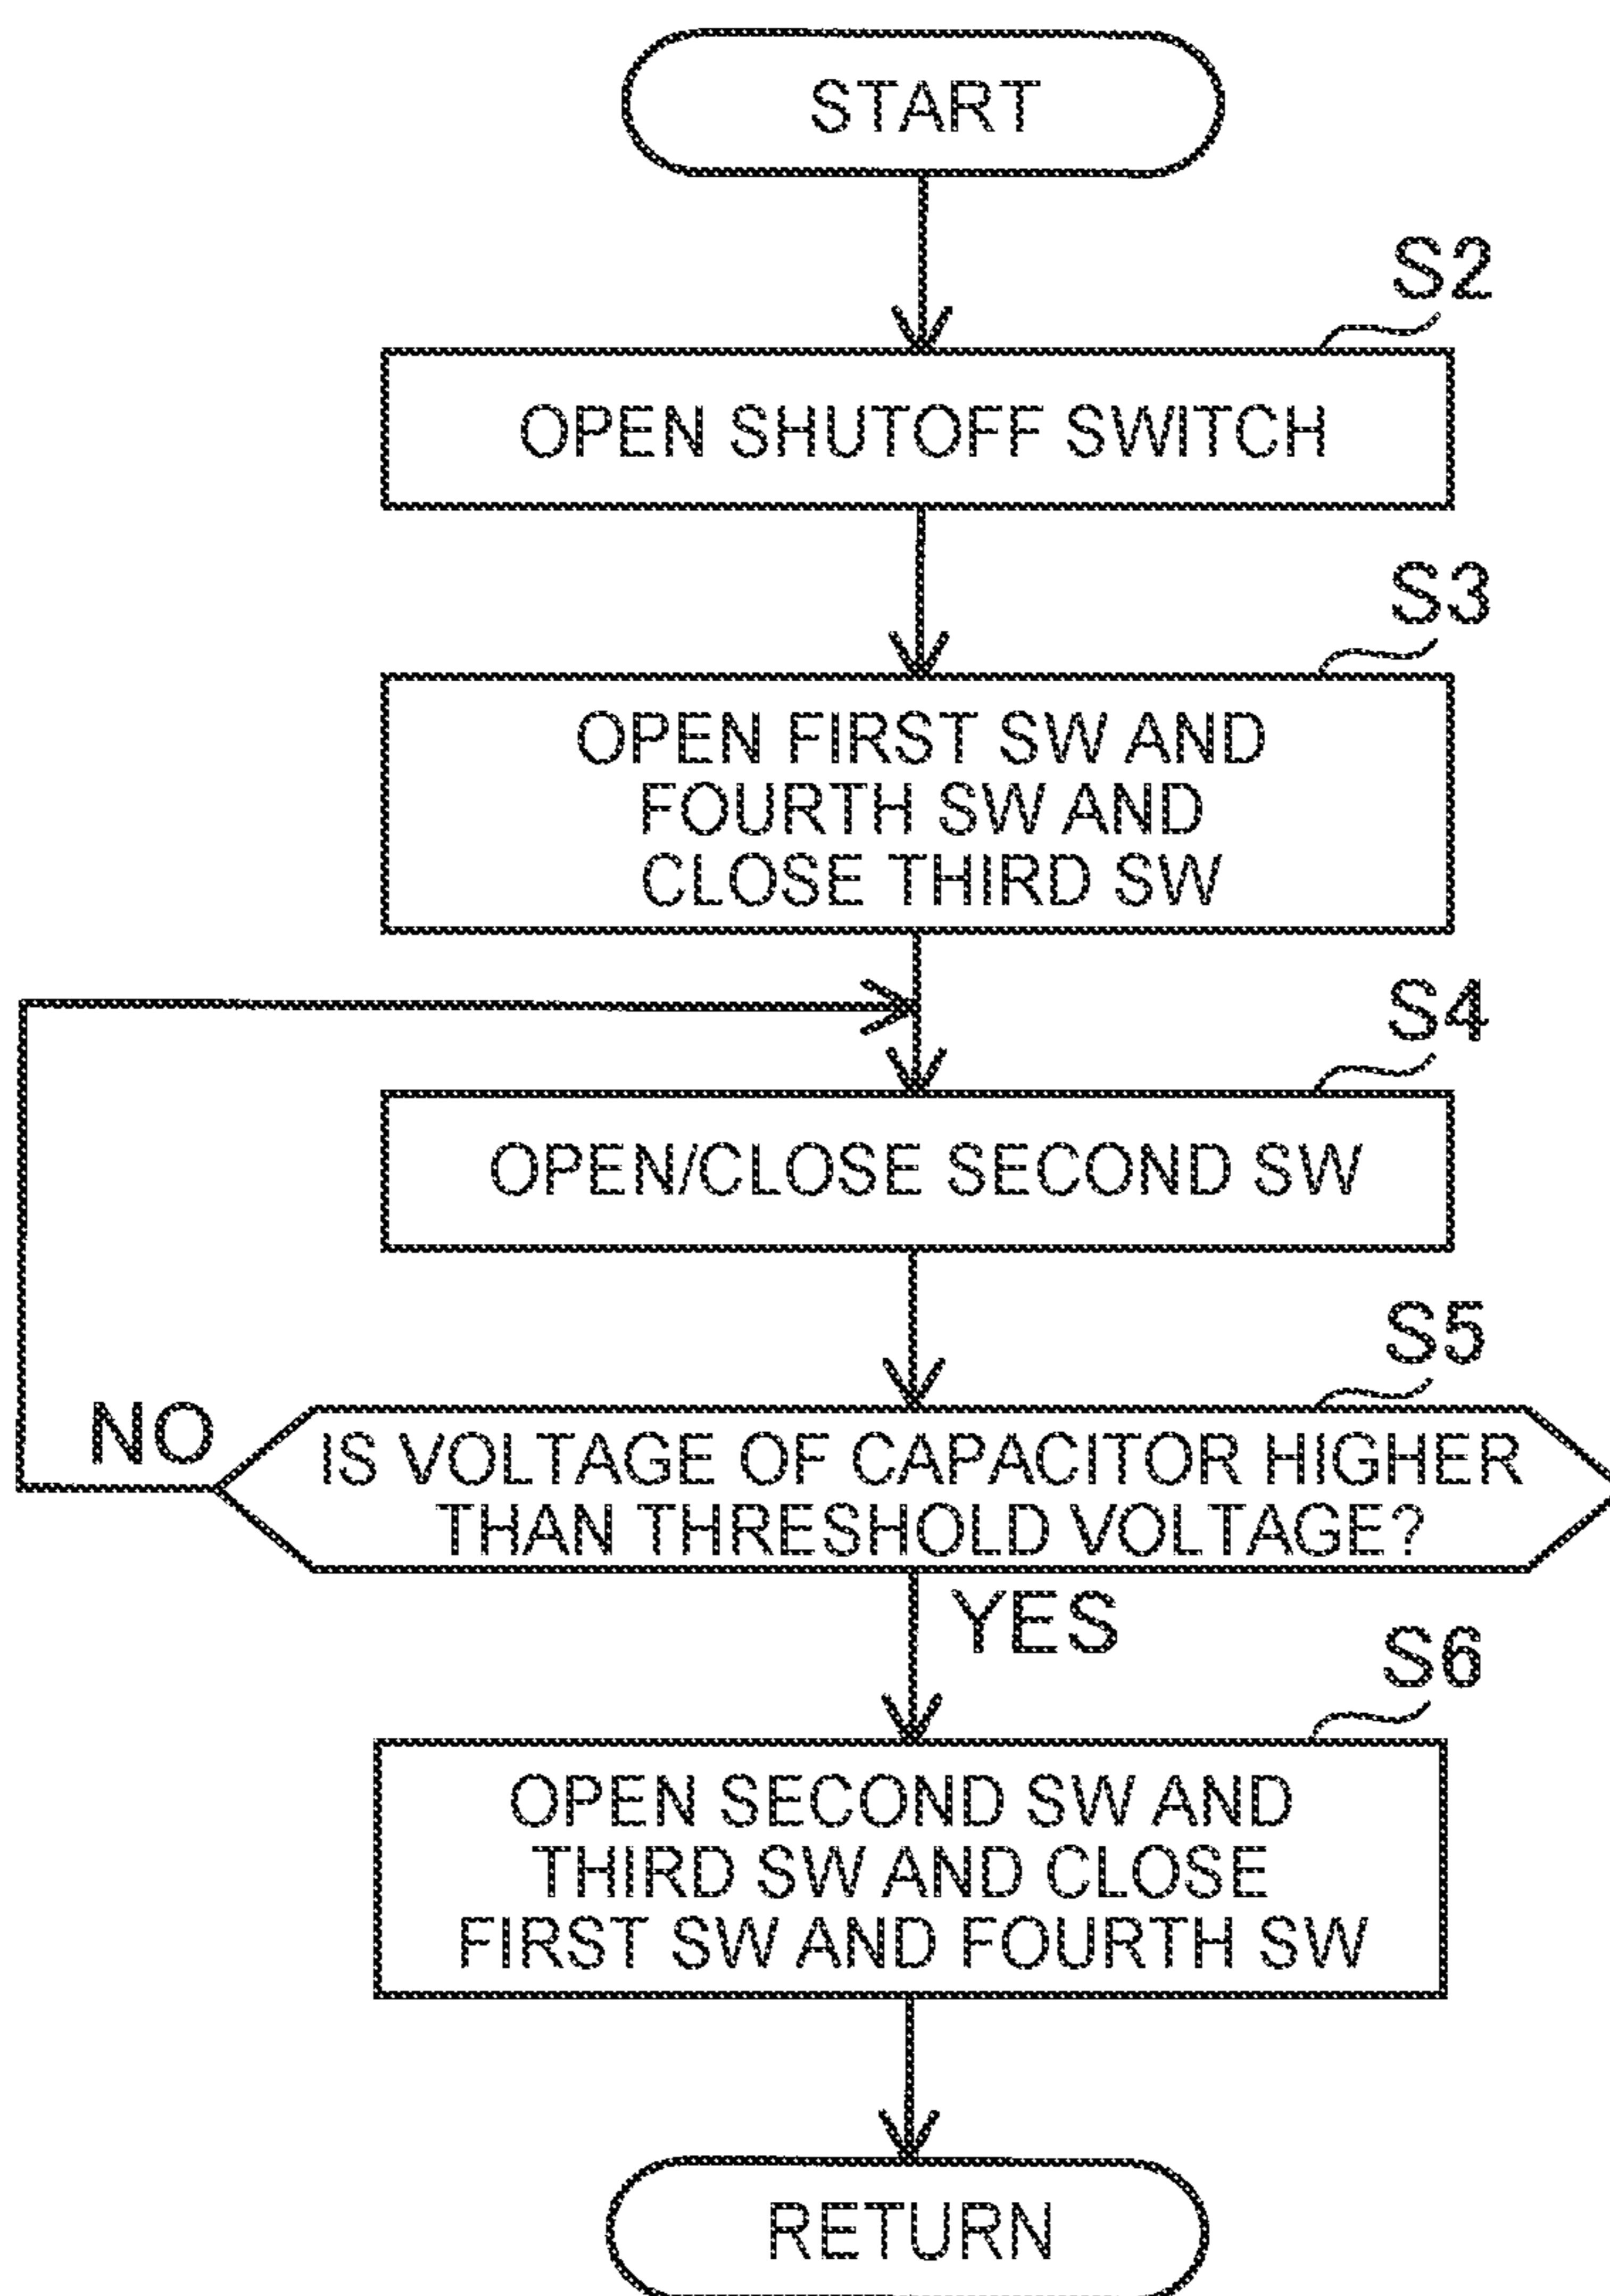 START
S2
OPEN SHUTOFF SWITCH
S3
OPEN FIRST SW AND
FOURTH SW AND
CLOSE THIRD SW
S4
OPEN/CLOSE SECOND SW
S5
NO
IS VOLTAGE OF CAPACITOR HIGHER
THAN THRESHOLD VOLTAGE?
YES
S6
OPEN SECOND SW AND
THIRD SW AND CLOSE
FIRST SW AND FOURTH SW
RETURN